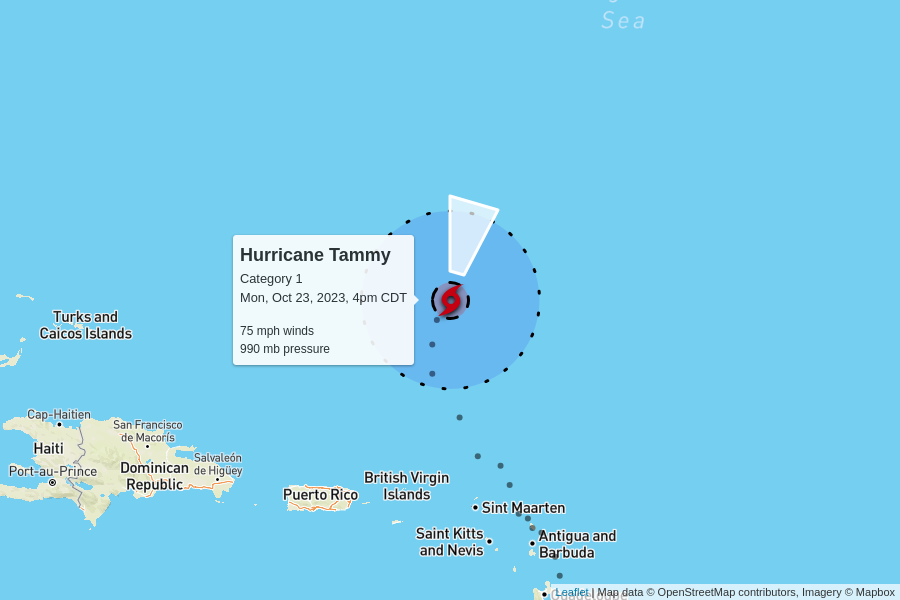 Sea
Hurricane Tammy
Category 1
Mon, Oct 23, 2023, 4pm CDT
75 mph winds
990 mb pressure
Turks and
Caicos Islands
Cap-Haitien
San Francisco
de Macorís
Haiti
Port-au-Prince
Dominican
Republic
Salvaleón
de Higüey
Puerto Rico
British Virgin
Islands
Sint Maarten
Saint Kitts
and Nevis
Antigua and
Barbuda
Guadeloupe
Leaflet | Map data © OpenStreetMap contributors, Imagery © Mapbox